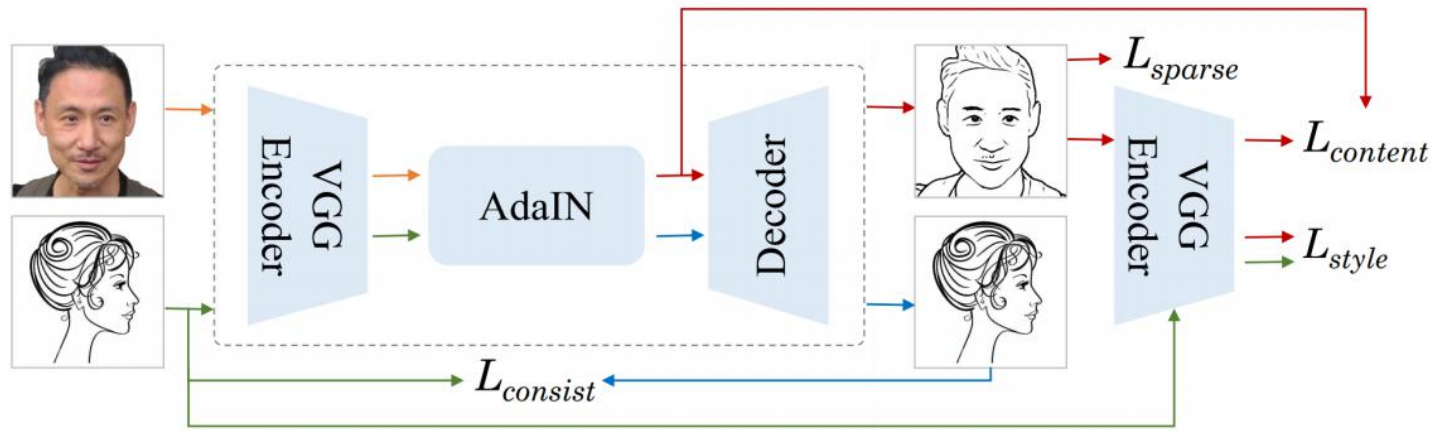 VGG
Encoder
AdaIN
Decoder
L_sparse
VGG
Encoder
L_content
L_style
L_consist